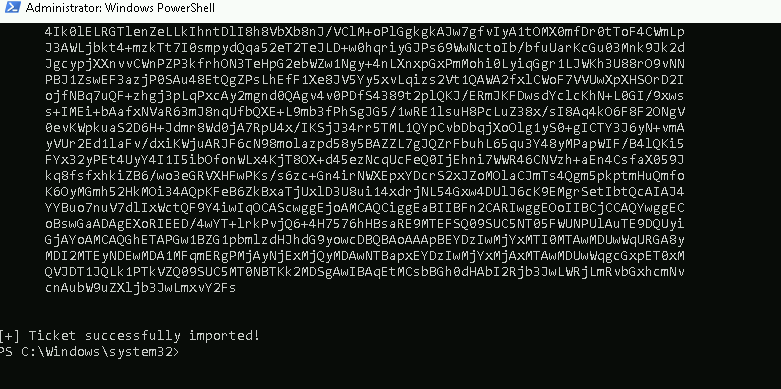 Administrator: Windows PowerShell
4Ik0lELRGTlenZeLLkIhntDlI8h8VbXb8nJ/VClM+oPlGgkgkAJw7gfvIyA1tOMX0mfDr0tToF4CWmLp
J3AWLjbkt4+mzkTt7I0smpydQqa52eT2TeJLD+w0hqriyGJPs69WwNctoIb/bfuUarKcGu03Mnk9Jk2d
JgcypjXXnvvCWnPZP3kfrhON3TeHpG2ebWZw1Ngy+4nLXnxpGxPmMohi0LyiqGgr1LJWKh3U88rO9vNN
PBJ1ZswEF3azjP0SAu48EtQgZPsLhEfF1Xe8JV5Yy5xvLqizs2Vt1QAWA2fxlCWoF7VVUwXpXHSOrD2I
ojfNBq7uQF+zhgj3pLqPxcAy2mgnd0QAgv4v0PDfS4389t2plQKJ/ERmJKFDwsdYclcKhN+L0GI/9xws
s+IMEi+bAafxNVaR63mJ8nqUfbQXE+L9mb3fPhSgJG5/1wRE1lsuH8PcLuZ38x/sI8Aq4kO6F8F2ONgV
0evKWpkuaS2D6H+Jdmr8Wd0jA7RpU4x/IKSjJ34rr5TML1QYpCvbDbqjXoOlg1yS0+gICTY3J6yN+vmA
yVUr2Ed1laFv/dxiKWjuARJF6cN98molazpd58y5BAZZL7gJQZrFbuhL65qu3Y48yMPapWIF/B4lQKi5
FYx32yPEt4UyY4I1I5ibOfonWLx4KjT8OX+d45ezNcqUcFeQ0IjEhni7WWR46CNVzh+aEn4CsfaX059J
kq8fsfxhkiZB6/wo3eGRVXHFwPKs/s6zc+Gn4irNWXEpxYDcrS2xJZoMOlaCJmTs4Qgm5pkptmHuQmfo
K6OyMGmh52HkMOi34AQpKFeB6ZkBxaTjUxlD3U8ui14xdrjNL54GXw4DUlJ6cK9EMgrSetIbtQcAIAJ4
YYBuo7nuV7dlIxWctQF9Y4iwIqOCAScwggEjoAMCAQCiggEaBIIBFn2CARIwggEOoIIBCjCCAQYwggEC
oBswGaADAgEXoRIEED/4wYT+lrkPvjQ6+4H7576hHBsaRE9MTEFSQ09SUC5NT05FWUNPUlAuTE9DQUyi
GjAYoAMCAQGhETAPGw1BZG1pbmlzdHJhdG9yowcDBQBAoAAApBEYDzIwMjYxMTI0MTAwMDUwWqURGA8y
MDI2MTEyNDEwMDA1MFqmERgPMjAyNjExMjQyMDAwNTBapxEYDzIwMjYxMjAxMTAwMDUwWqgcGxpET0xM
QVJDT1JQLk1PTkVZQ09SUC5MT0NBTKk2MDSgAwIBAqEtMCsbBGh0dHAbI2Rjb3JwLWRjLmRvbGxhcmNv
cnAubW9uZXljb3JwLmxvY2Fs
[+] Ticket successfully imported!
PS C:\Windows\system32>